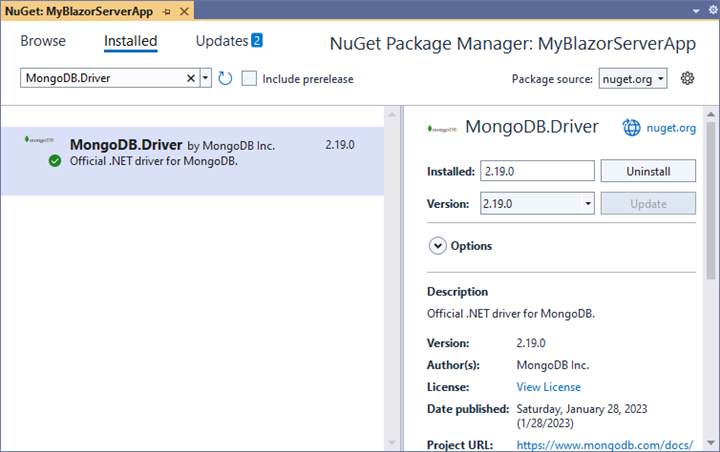 NuGet: MyBlazorServerApp
Browse Installed Updates 2 NuGet Package Manager: MyBlazorServerApp
MongoDB.Driver Include prerelease Package source: nuget.org
mongoDB MongoDB.Driver by MongoDB Inc. 2.19.0
Official .NET driver for MongoDB.
mongoDB MongoDB.Driver nuget.org
Installed: 2.19.0 Uninstall
Version: 2.19.0 Update
Options
Description
Official .NET driver for MongoDB.
Version: 2.19.0
Author(s): MongoDB Inc.
License: View License
Date published: Saturday, January 28, 2023
(1/28/2023)
Project URL: https://www.mongodb.com/docs/